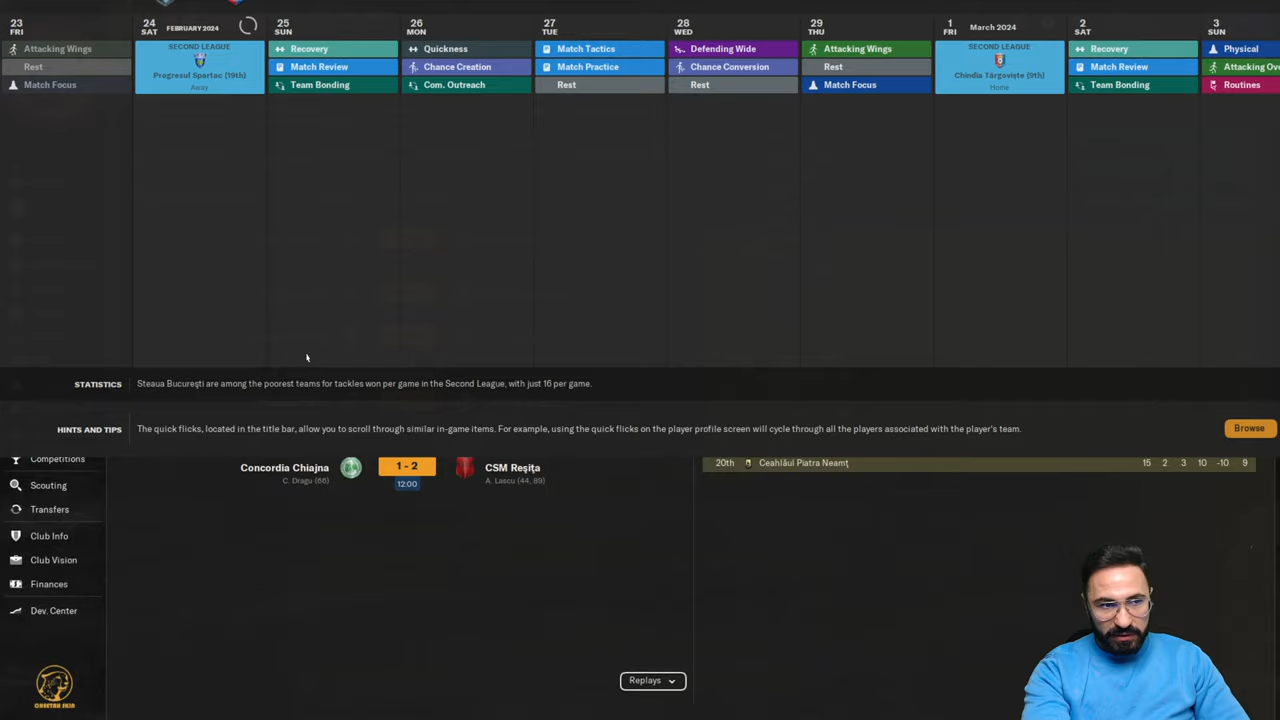 23
FRI
24
SAT
FEBRUARY 2024
25
SUN
26
MON
27
TUE
28
WED
29
THU
1
FRI
March 2024
2
SAT
3
SUN
Attacking Wings
Rest
Match Focus
SECOND LEAGUE
Progresul Spartac (19th)
Away
Recovery
Match Review
Team Bonding
Quickness
Chance Creation
Com. Outreach
Match Tactics
Match Practice
Rest
Defending Wide
Chance Conversion
Rest
Attacking Wings
Rest
Match Focus
SECOND LEAGUE
Chindia Târgovişte (9th)
Home
Recovery
Match Review
Team Bonding
Physical
Attacking Ove
Routines
STATISTICS
Steaua Bucureşti are among the poorest teams for tackles won per game in the Second League, with just 16 per game.
HINTS AND TIPS
The quick flicks, located in the title bar, allow you to scroll through similar in-game items. For example, using the quick flicks on the player profile screen will cycle through all the players associated with the player's team.
Browse
Competitions
Scouting
Transfers
Club Info
Club Vision
Finances
Dev. Center
Concordia Chiajna
C. Dragu (66)
1 - 2
12:00
CSM Reşiţa
A. Lascu (44, 89)
20th Ceahlăul Piatra Neamţ 15 2 3 10 -10 9
Replays
CHEETAH SKIN